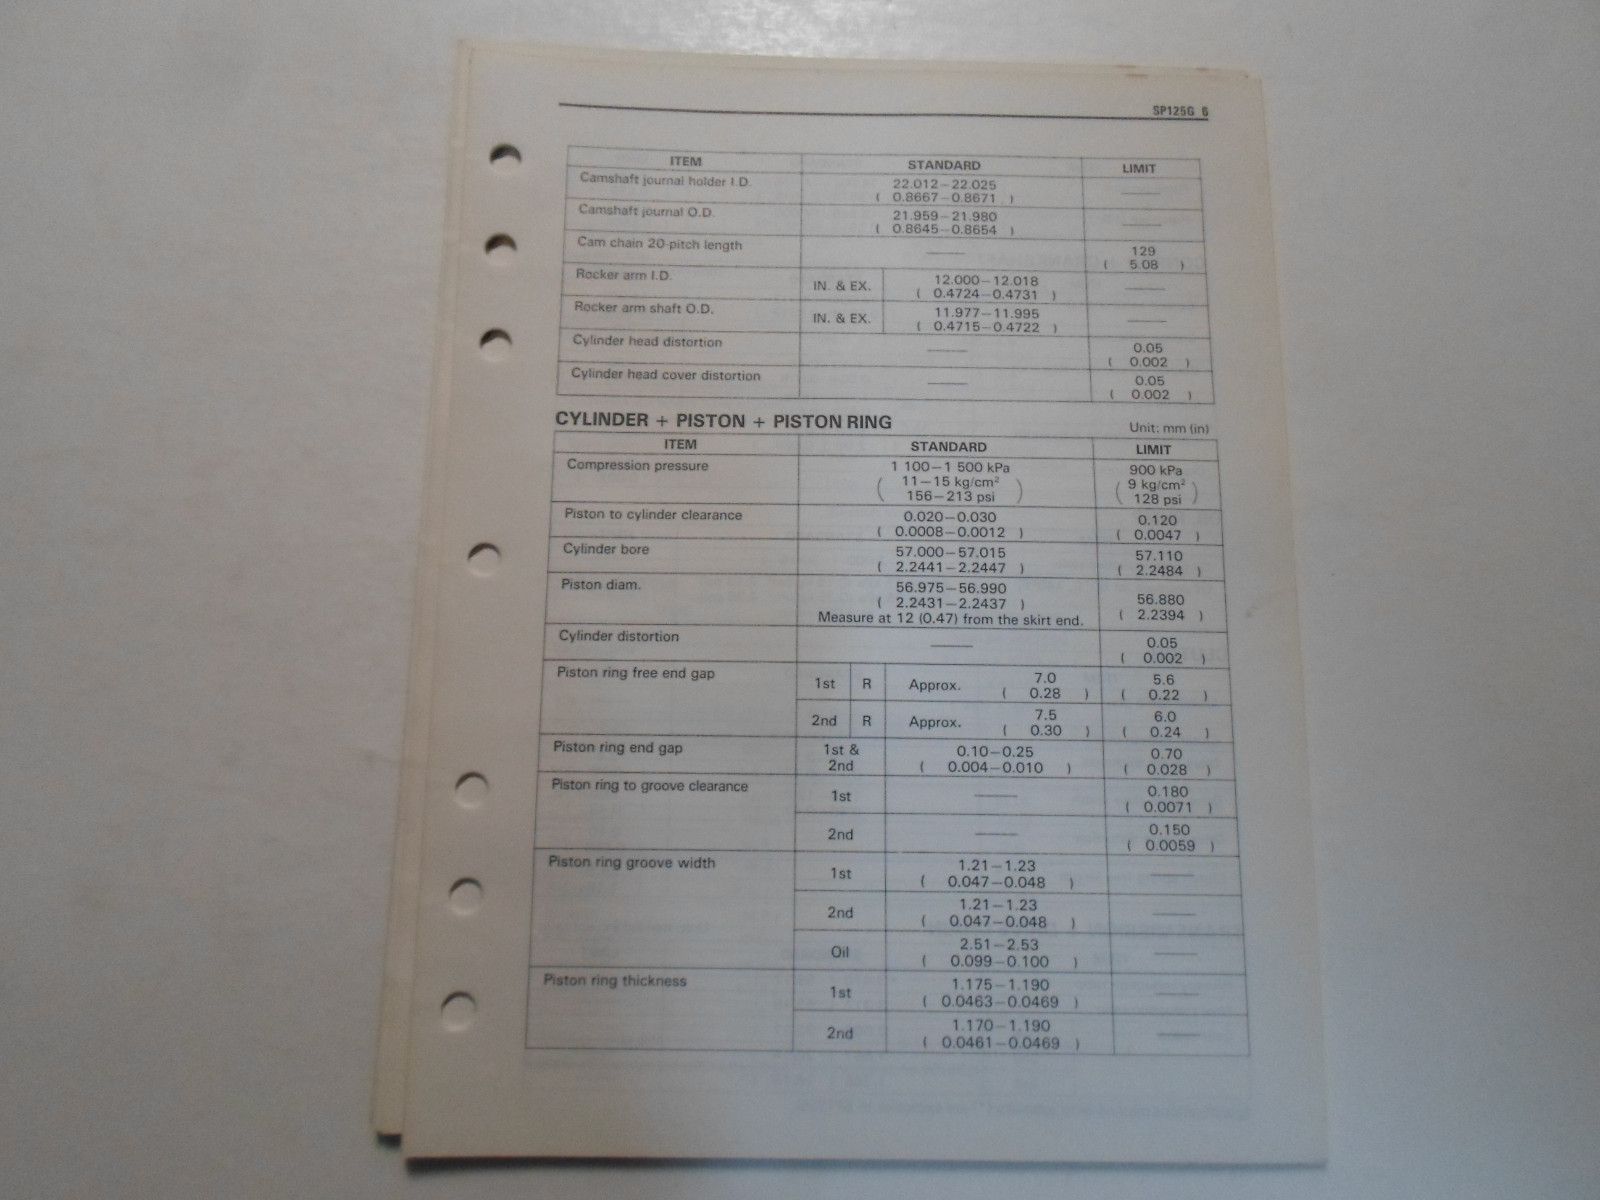 SP125G 6
ITEM STANDARD LIMIT
Camshaft journal holder I.D. 22.012–22.025 ——
( 0.8667–0.8671 )
Camshaft journal O.D. 21.959–21.980 ——
( 0.8645–0.8654 )
Cam chain 20-pitch length —— 129
( 5.08 )
Rocker arm I.D. IN. & EX. 12.000–12.018 ——
( 0.4724–0.4731 )
Rocker arm shaft O.D. IN. & EX. 11.977–11.995 ——
( 0.4715–0.4722 )
Cylinder head distortion —— 0.05
( 0.002 )
Cylinder head cover distortion —— 0.05
( 0.002 )
CYLINDER + PISTON + PISTON RING Unit: mm (in)
ITEM STANDARD LIMIT
Compression pressure 1 100–1 500 kPa 900 kPa
( 11–15 kg/cm² ) ( 9 kg/cm² )
156–213 psi 128 psi
Piston to cylinder clearance 0.020–0.030 0.120
( 0.0008–0.0012 ) ( 0.0047 )
Cylinder bore 57.000–57.015 57.110
( 2.2441–2.2447 ) ( 2.2484 )
Piston diam. 56.975–56.990 56.880
( 2.2431–2.2437 ) ( 2.2394 )
Measure at 12 (0.47) from the skirt end.
Cylinder distortion —— 0.05
( 0.002 )
Piston ring free end gap 1st R Approx. 7.0 5.6
( 0.28 ) ( 0.22 )
2nd R Approx. 7.5 6.0
( 0.30 ) ( 0.24 )
Piston ring end gap 1st & 0.10–0.25 0.70
2nd ( 0.004–0.010 ) ( 0.028 )
Piston ring to groove clearance 1st —— 0.180
( 0.0071 )
2nd —— 0.150
( 0.0059 )
Piston ring groove width 1st 1.21–1.23 ——
( 0.047–0.048 )
2nd 1.21–1.23 ——
( 0.047–0.048 )
Oil 2.51–2.53 ——
( 0.099–0.100 )
Piston ring thickness 1st 1.175–1.190 ——
( 0.0463–0.0469 )
2nd 1.170–1.190 ——
( 0.0461–0.0469 )